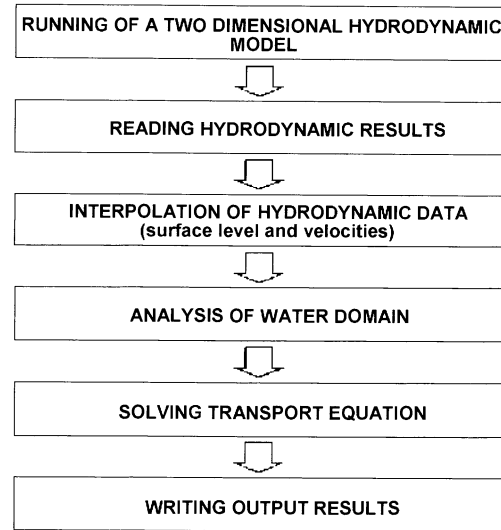 RUNNING OF A TWO DIMENSIONAL HYDRODYNAMIC
MODEL
READING HYDRODYNAMIC RESULTS
INTERPOLATION OF HYDRODYNAMIC DATA
(surface level and velocities)
ANALYSIS OF WATER DOMAIN
SOLVING TRANSPORT EQUATION
WRITING OUTPUT RESULTS